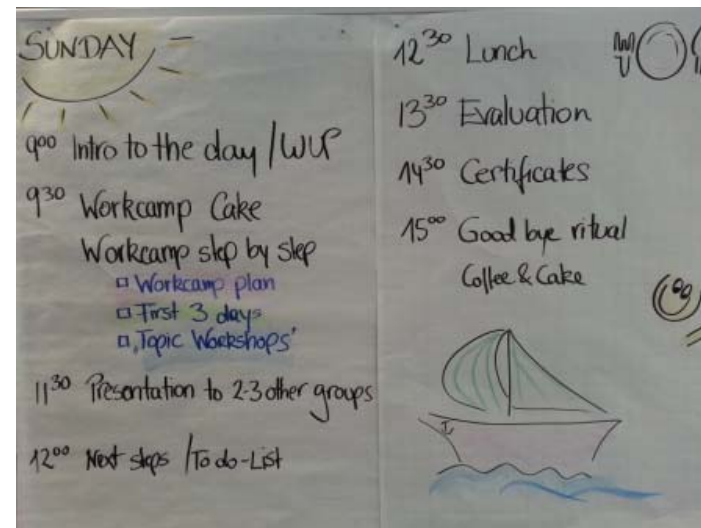 SUNDAY
9⁰⁰ Intro to the day / WUP
9³⁰ Workcamp Cake
Workcamp step by step
Workcamp plan
First 3 days
"Topic Workshops"
11³⁰ Presentation to 2-3 other groups
12⁰⁰ Next steps / To do-List
12³⁰ Lunch
13³⁰ Evaluation
14³⁰ Certificates
15⁰⁰ Good bye ritual
Coffee & Cake